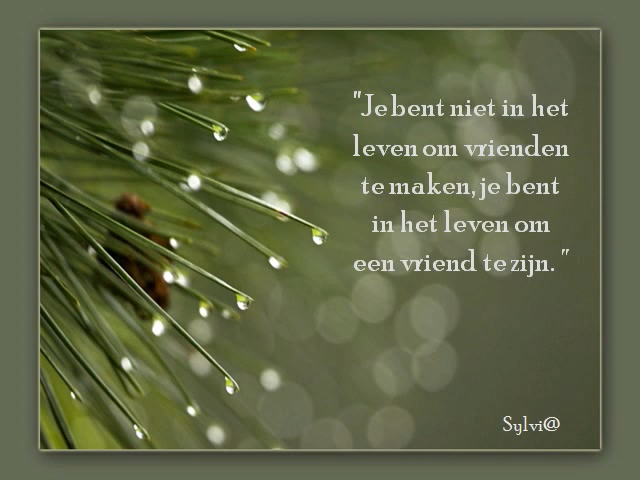 "Je bent niet in het
leven om vrienden
te maken, je bent
in het leven om
een vriend te zijn. "
Sylvi@